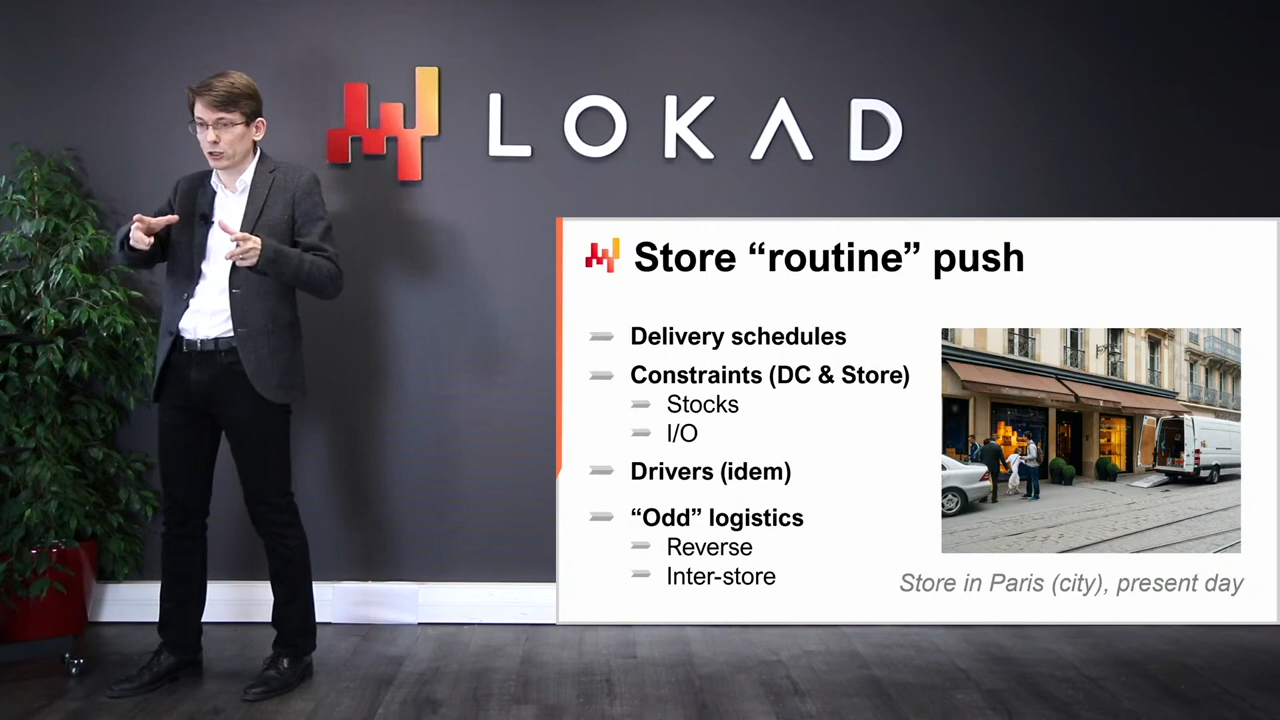 LOKAD
Store “routine” push
Delivery schedules
Constraints (DC & Store)
Stocks
I/O
Drivers (idem)
“Odd” logistics
Reverse
Inter-store
Store in Paris (city), present day